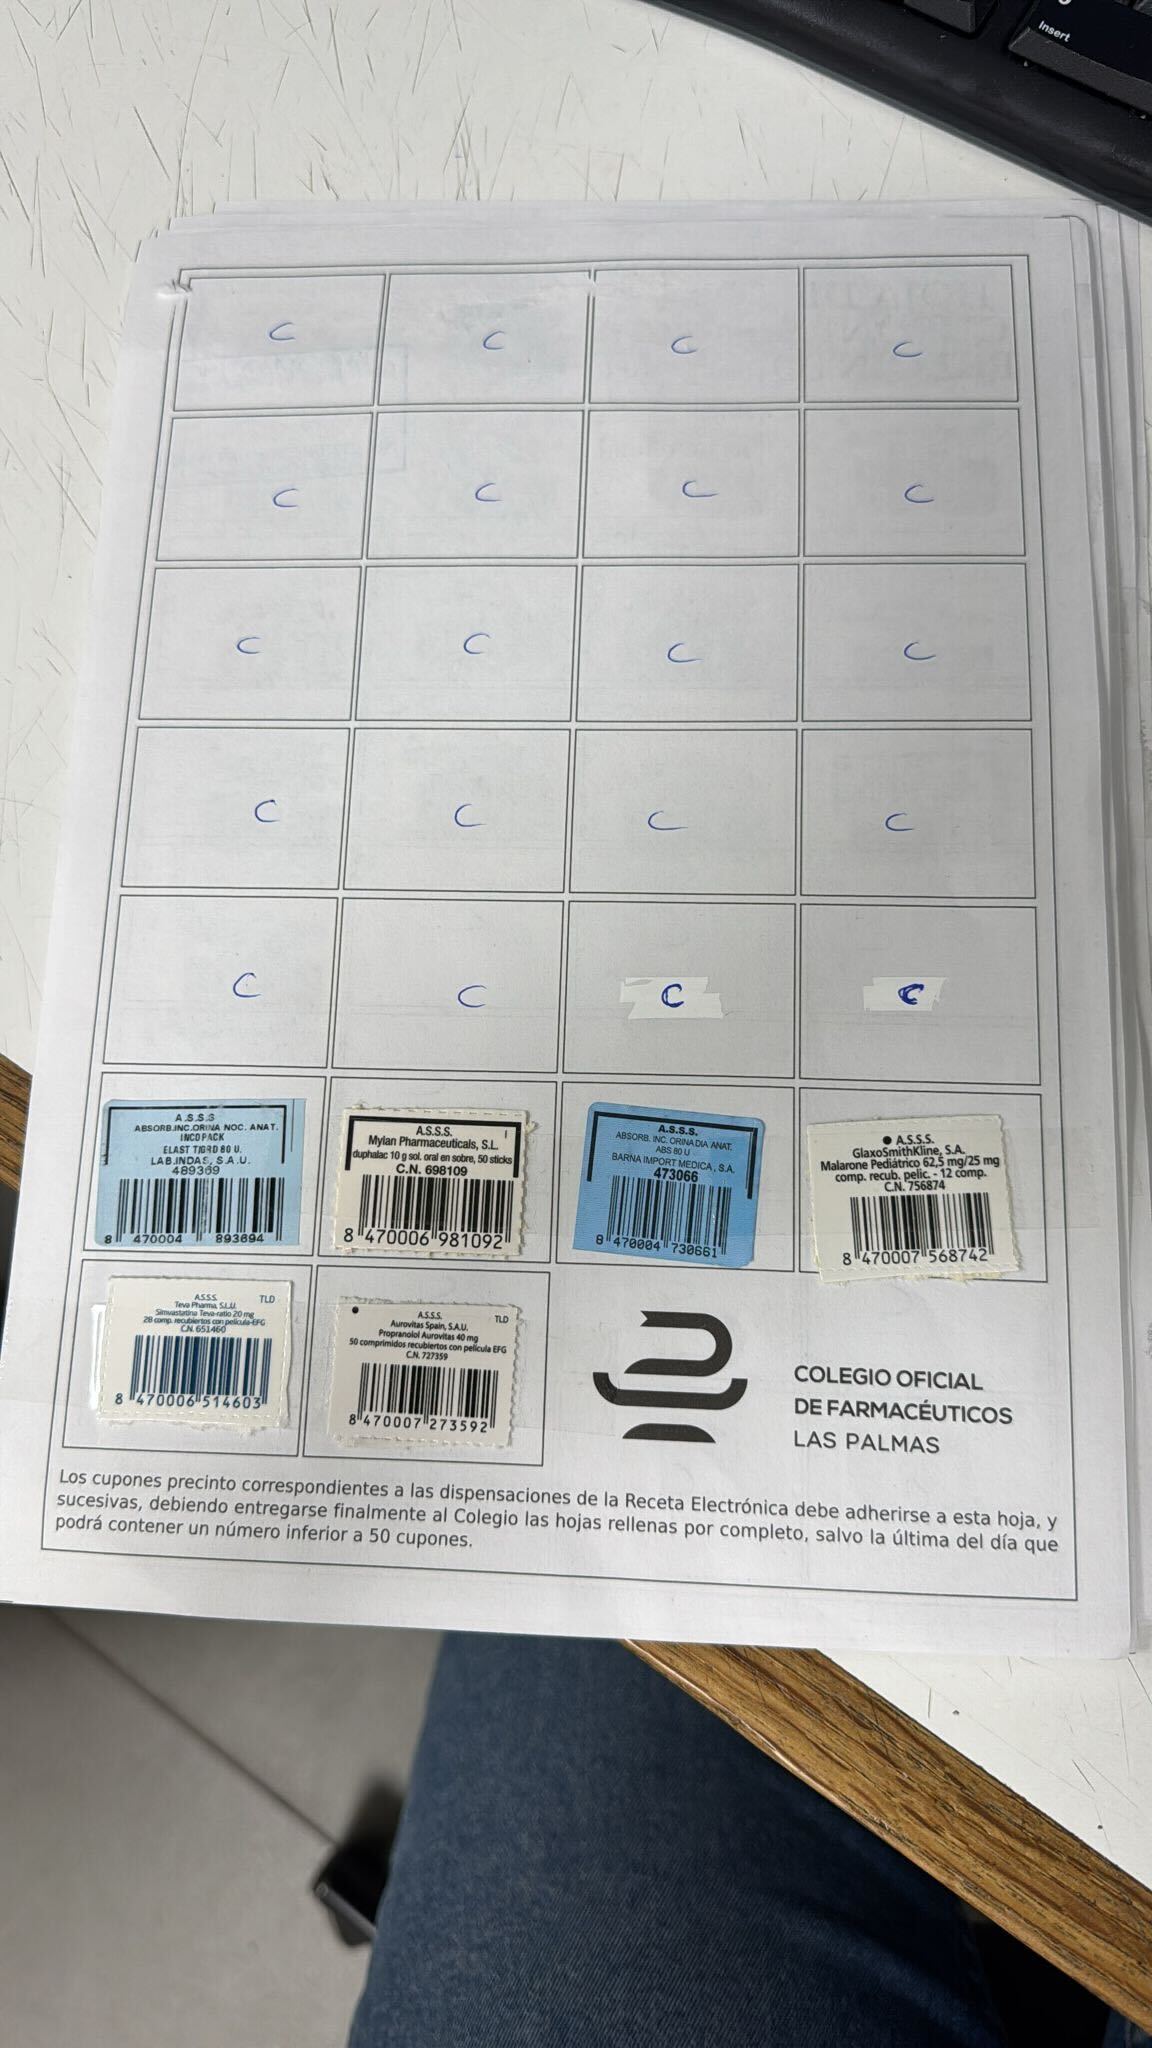 Insert
C C C C
C C C C
C C C C
C C C C
C C C C
A.S.S.S
ABSORB.INC.ORINA NOC. ANAT.
INCOPACK
ELAST T/GRD 80 U.
LAB.INDAS, S.A.U.
489369
8 470004 893694
A.S.S.S.
Mylan Pharmaceuticals, S.L.
duphalac 10 g sol. oral en sobre, 50 sticks
C.N. 698109
8 470006 981092
A.S.S.S.
ABSORB. INC. ORINA DIA ANAT.
ABS 80 U
BARNA IMPORT MEDICA, S.A.
473066
8 470004 730661
A.S.S.S.
GlaxoSmithKline, S.A.
Malarone Pediátrico 62,5 mg/25 mg
comp. recub. pelic. - 12 comp.
C.N. 756874
8 470007 568742
A.S.S.S. TLD
Teva Pharma, S.L.U.
Simvastatina Teva-ratio 20 mg
28 comp. recubiertos con película-EFG
C.N. 651460
8 470006 514603
A.S.S.S. TLD
Aurovitas Spain, S.A.U.
Propranolol Aurovitas 40 mg
50 comprimidos recubiertos con película EFG
C.N. 727359
8 470007 273592
COLEGIO OFICIAL
DE FARMACÉUTICOS
LAS PALMAS
Los cupones precinto correspondientes a las dispensaciones de la Receta Electrónica debe adherirse a esta hoja, y
sucesivas, debiendo entregarse finalmente al Colegio las hojas rellenas por completo, salvo la última del día que
podrá contener un número inferior a 50 cupones.